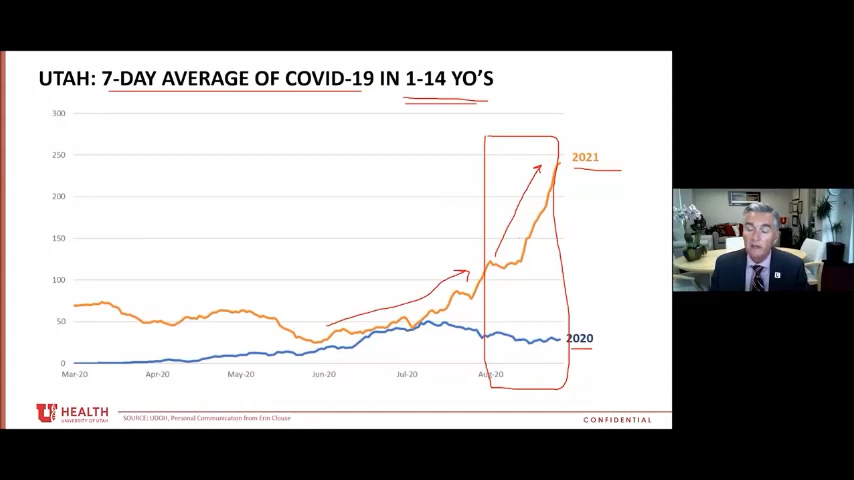 UTAH: 7-DAY AVERAGE OF COVID-19 IN 1-14 YO'S
300
250
200
150
100
50
0
2021
2020
Mar-20 Apr-20 May-20 Jun-20 Jul-20 Aug-20
U HEALTH
UNIVERSITY OF UTAH
SOURCE; UDOH, Personal Communication from Erin Clouse
CONFIDENTIAL